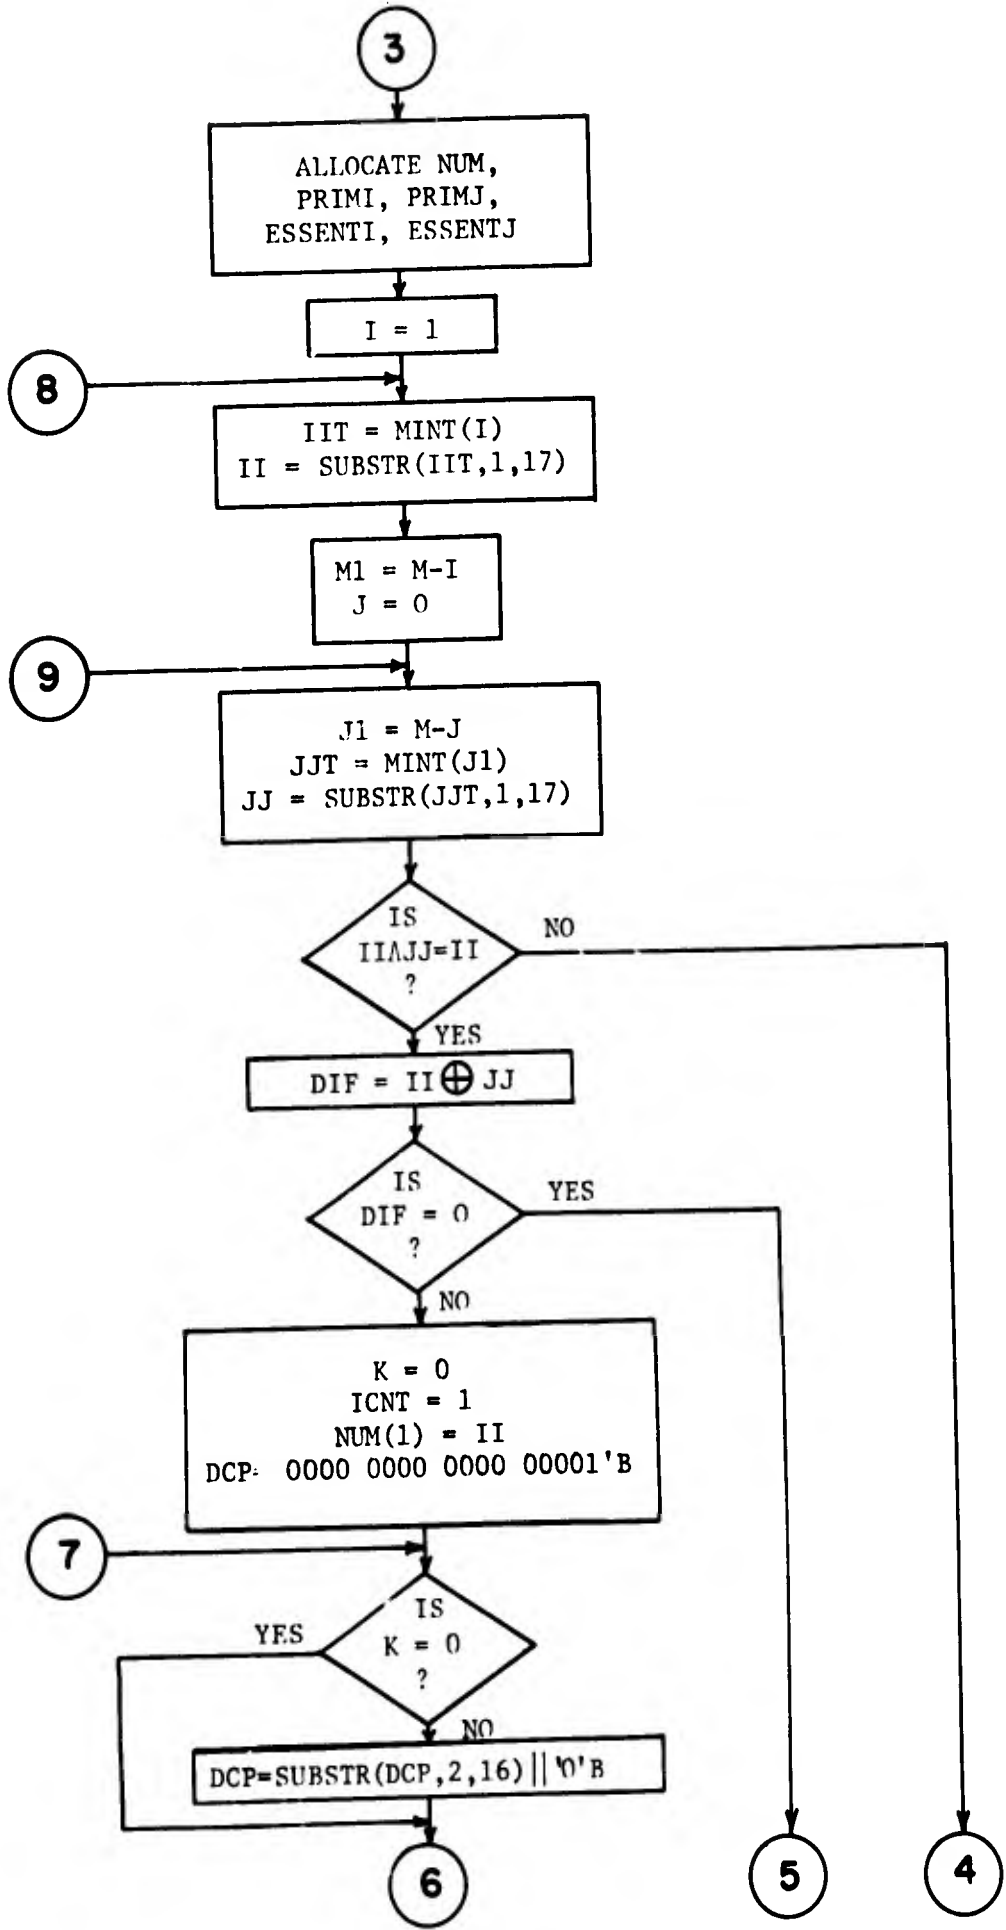 3
ALLOCATE NUM,
PRIMI, PRIMJ,
ESSENTI, ESSENTJ
I = 1
8
IIT = MINT(I)
II = SUBSTR(IIT,1,17)
M1 = M-I
J = 0
9
J1 = M-J
JJT = MINT(J1)
JJ = SUBSTR(JJT,1,17)
IS
II∧JJ=II
?
NO
YES
DIF = II ⊕ JJ
IS
DIF = 0
?
YES
NO
K = 0
ICNT = 1
NUM(1) = II
DCP= 0000 0000 0000 00001'B
7
IS
K = 0
?
YES
NO
DCP=SUBSTR(DCP,2,16)||'0'B
6
5
4